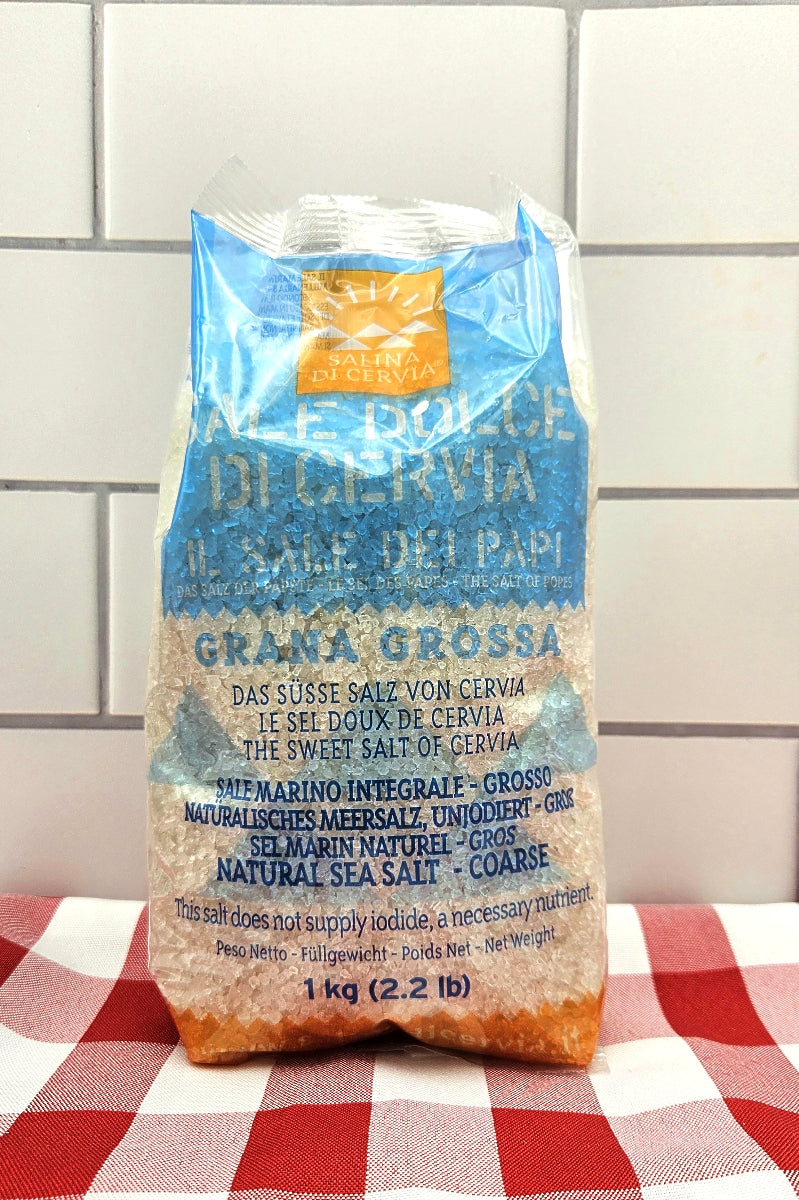 SALINA
DI CERVIA
SALE DOLCE
DI CERVIA
IL SALE DEI PAPI
DAS SALZ DER PÄPSTE - LE SEL DES PAPES - THE SALT OF POPES
GRANA GROSSA
DAS SÜSSE SALZ VON CERVIA
LE SEL DOUX DE CERVIA
THE SWEET SALT OF CERVIA
SALE MARINO INTEGRALE - GROSSO
NATÜRALISCHES MEERSALZ, UNJODIERT - GROB
SEL MARIN NATUREL - GROS
NATURAL SEA SALT - COARSE
This salt does not supply iodide, a necessary nutrient.
Peso Netto - Füllgewicht - Poids Net - Net Weight
1 kg (2.2 lb)